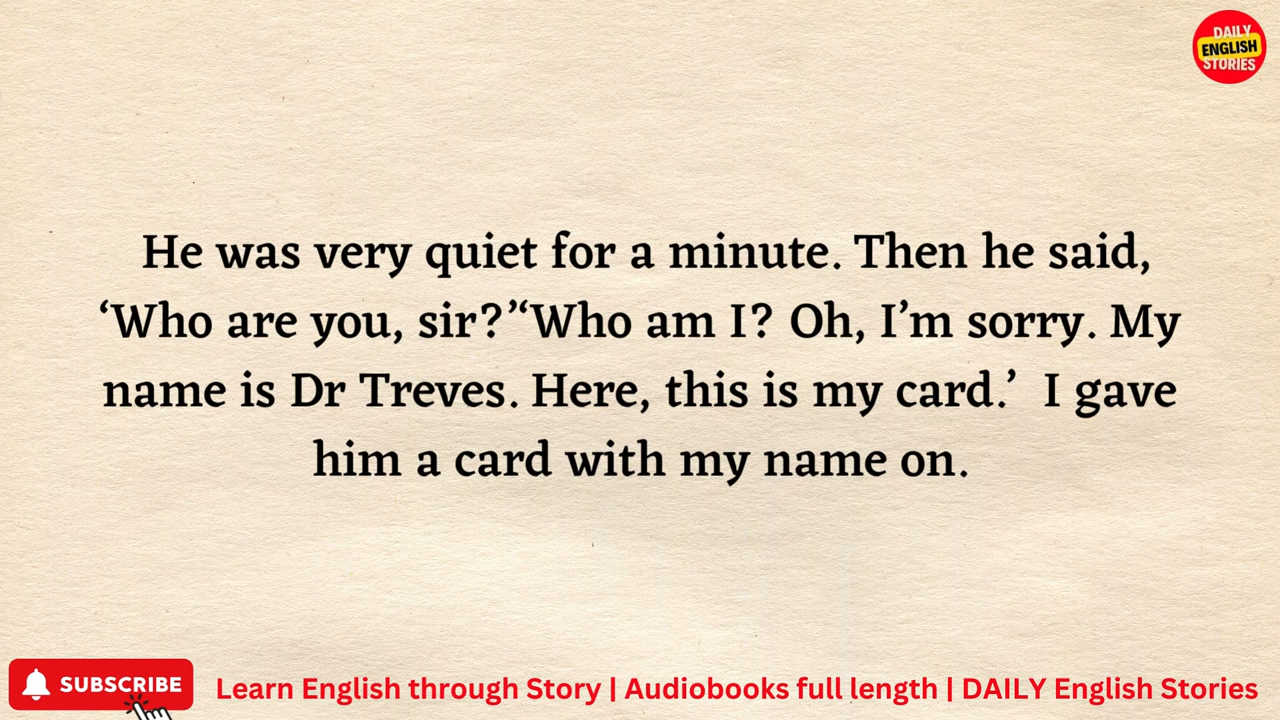 DAILY
ENGLISH
STORIES
He was very quiet for a minute. Then he said,
‘Who are you, sir?’‘Who am I? Oh, I’m sorry. My
name is Dr Treves. Here, this is my card.’ I gave
him a card with my name on.
SUBSCRIBE
Learn English through Story | Audiobooks full length | DAILY English Stories